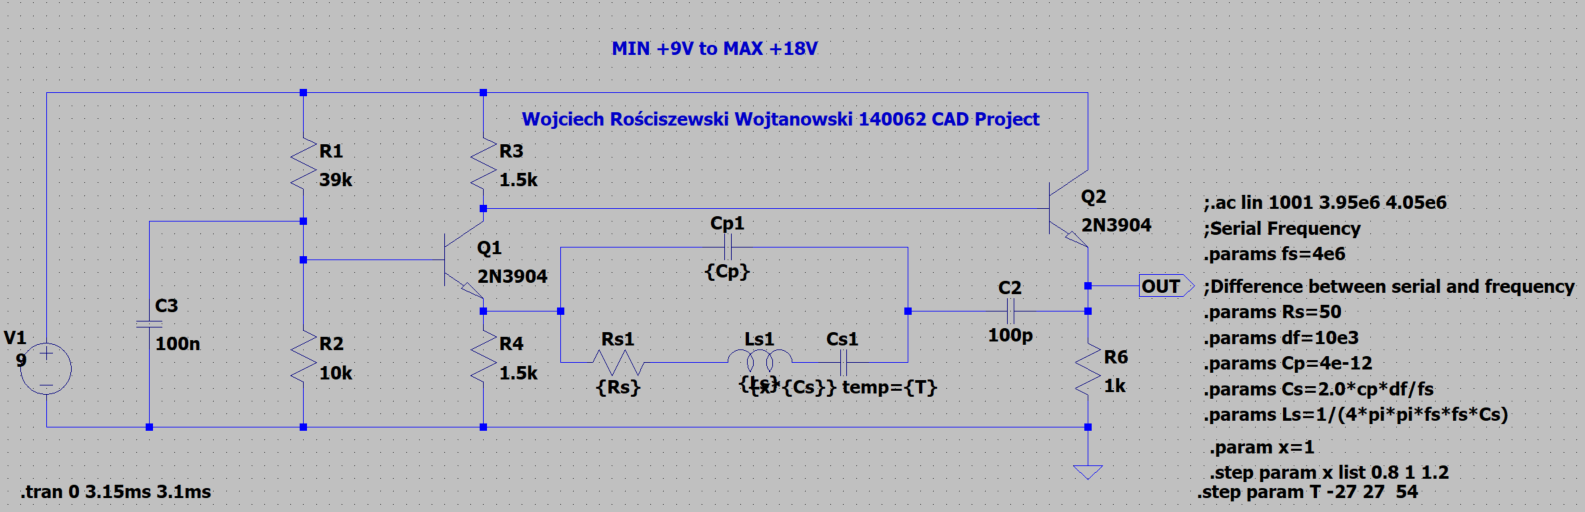 MIN +9V to MAX +18V
Wojciech Rościszewski Wojtanowski 140062 CAD Project
R1
39k
R3
1.5k
Q2
2N3904
Cp1
{Cp}
Q1
2N3904
C3
100n
V1
9
R2
10k
R4
1.5k
Rs1
{Rs}
Ls1
{Ls}
Cs1
{x*{Cs}} temp={T}
C2
100p
OUT
R6
1k
;.ac lin 1001 3.95e6 4.05e6
;Serial Frequency
.params fs=4e6
;Difference between serial and frequency
.params Rs=50
.params df=10e3
.params Cp=4e-12
.params Cs=2.0*cp*df/fs
.params Ls=1/(4*pi*pi*fs*fs*Cs)
.param x=1
.step param x list 0.8 1 1.2
.step param T -27 27 54
.tran 0 3.15ms 3.1ms